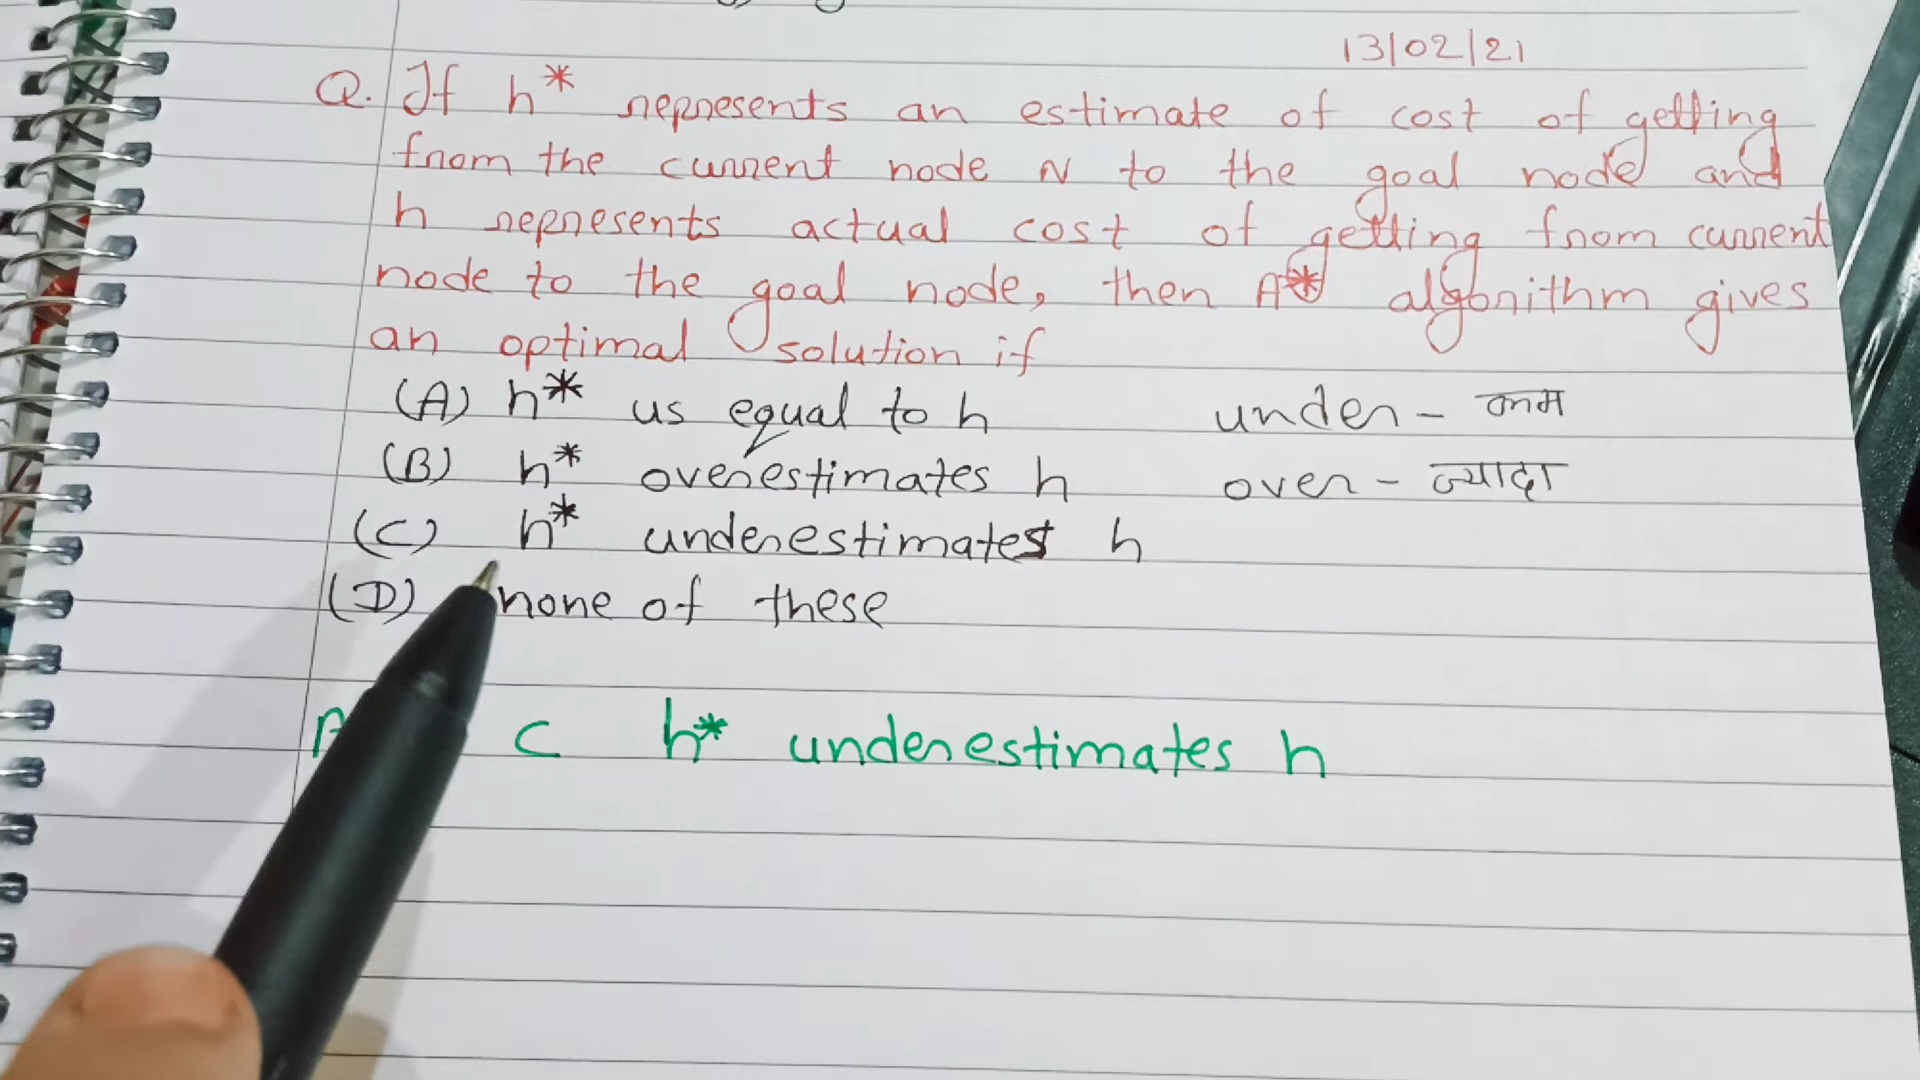 13/02/21
Q. If h* represents an estimate of cost of getting
from the current node N to the goal node and
h represents actual cost of getting from current
node to the goal node, then A* algorithm gives
an optimal solution if
(A) h* us equal to h under - कम
(B) h* overestimates h over - ज्यादा
(C) h* underestimates h
(D) none of these
C h* underestimates h